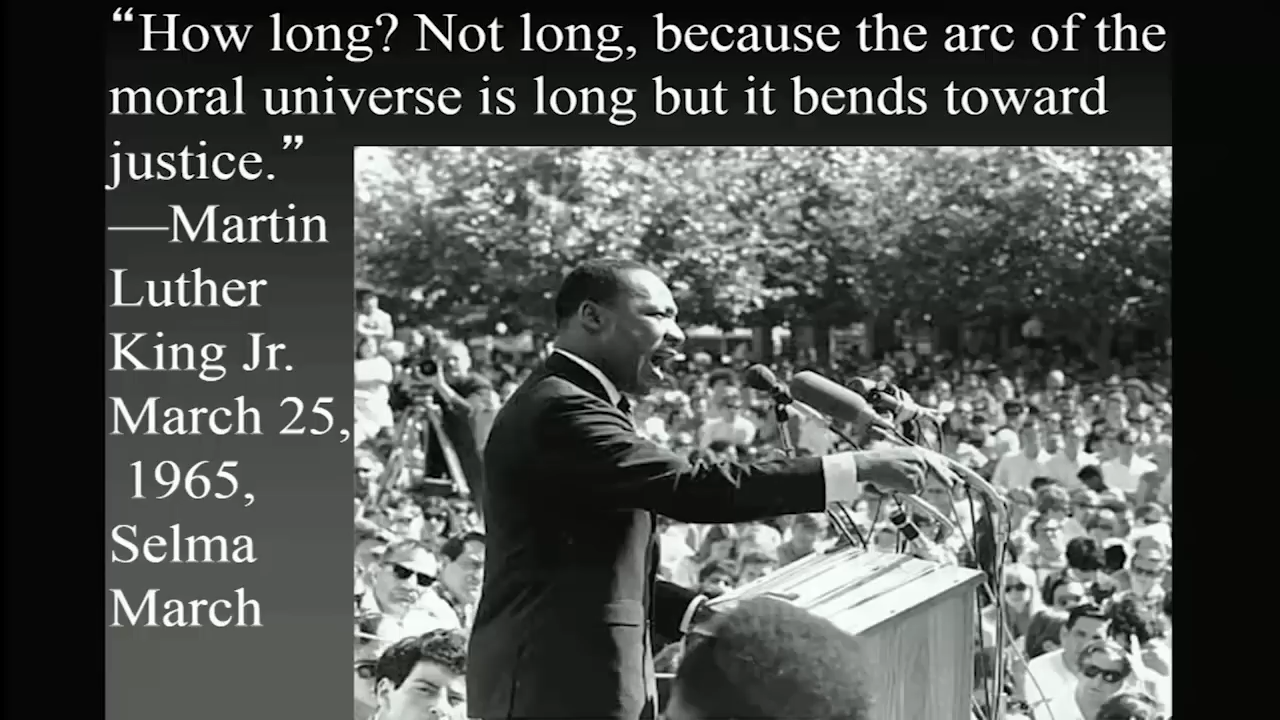 “How long? Not long, because the arc of the
moral universe is long but it bends toward
justice.”
—Martin
Luther
King Jr.
March 25,
1965,
Selma
March